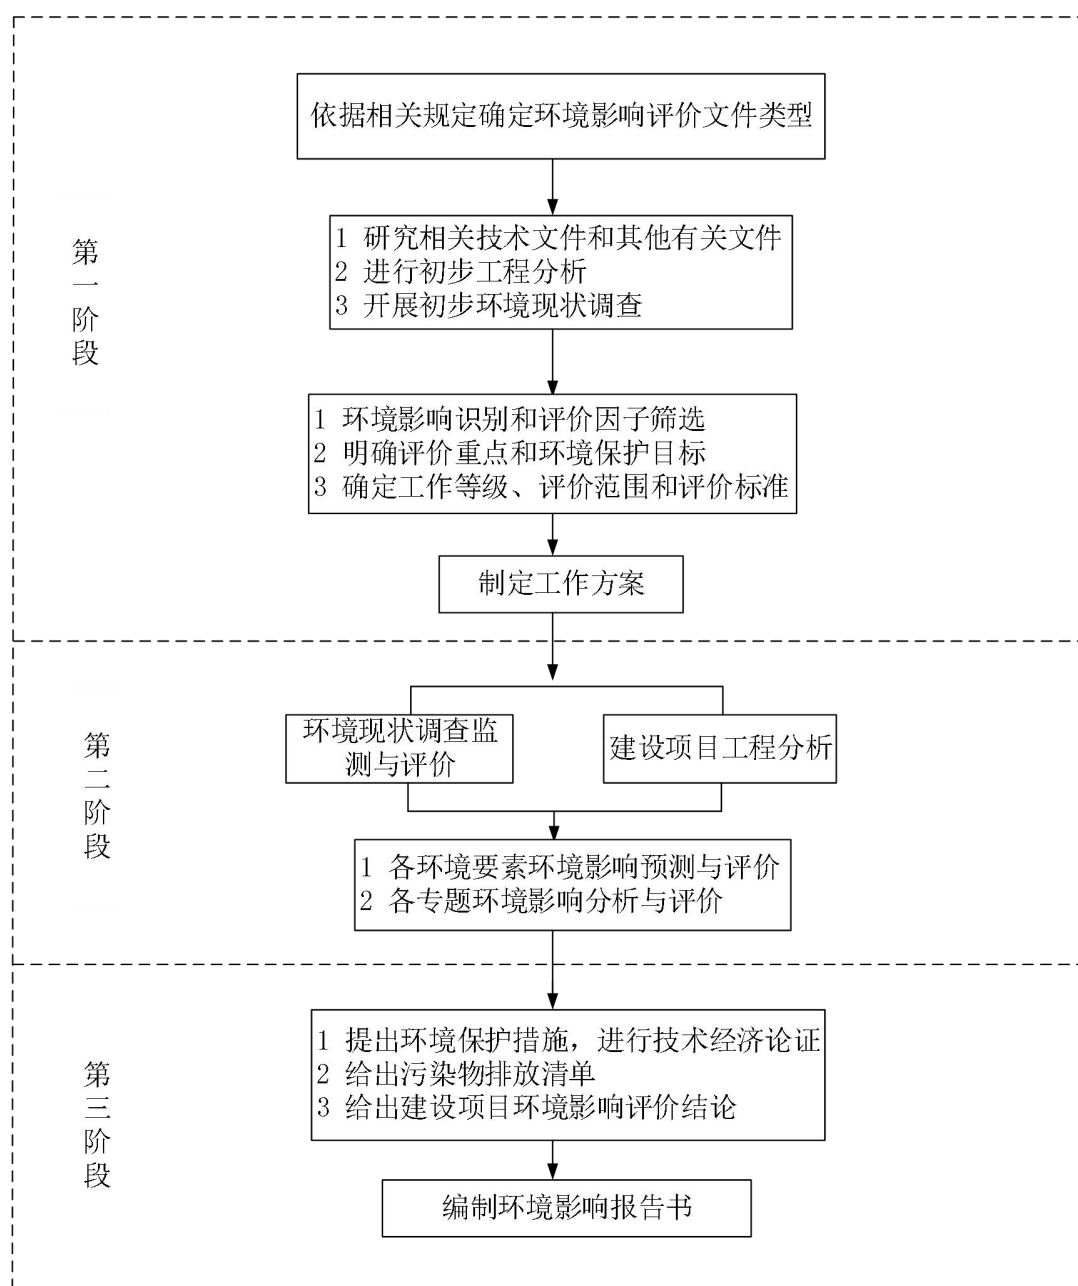 依据相关规定确定环境影响评价文件类型
第一阶段
1 研究相关技术文件和其他有关文件
2 进行初步工程分析
3 开展初步环境现状调查
1 环境影响识别和评价因子筛选
2 明确评价重点和环境保护目标
3 确定工作等级、评价范围和评价标准
制定工作方案
第二阶段
环境现状调查监
测与评价
建设项目工程分析
1 各环境要素环境影响预测与评价
2 各专题环境影响分析与评价
第三阶段
1 提出环境保护措施，进行技术经济论证
2 给出污染物排放清单
3 给出建设项目环境影响评价结论
编制环境影响报告书